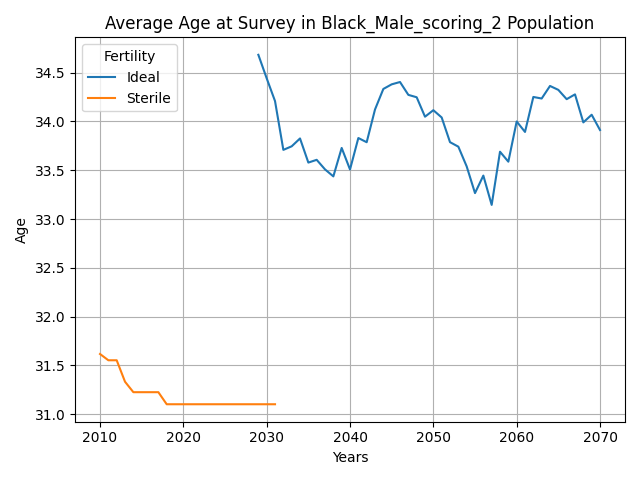 Average Age at Survey in Black_Male_scoring_2 Population
Fertility
Ideal
Sterile
Age
34.5
34.0
33.5
33.0
32.5
32.0
31.5
31.0
2010 2020 2030 2040 2050 2060 2070
Years